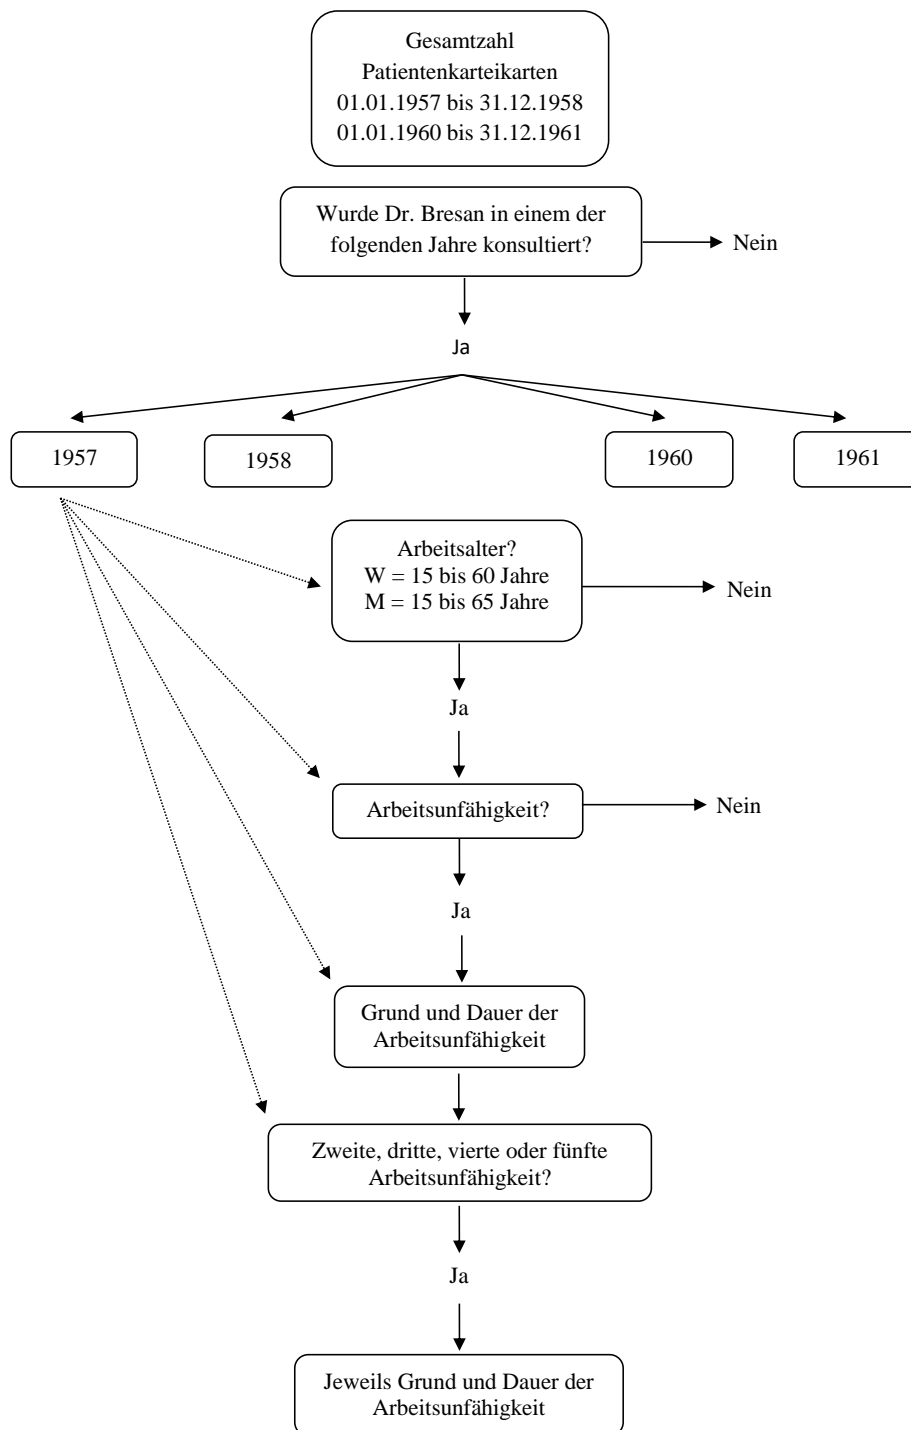 Gesamtzahl
Patientenkarteikarten
01.01.1957 bis 31.12.1958
01.01.1960 bis 31.12.1961
Wurde Dr. Bresan in einem der
folgenden Jahre konsultiert?
Nein
Ja
1957
1958
1960
1961
Arbeitsalter?
W = 15 bis 60 Jahre
M = 15 bis 65 Jahre
Nein
Ja
Arbeitsunfähigkeit?
Nein
Ja
Grund und Dauer der
Arbeitsunfähigkeit
Zweite, dritte, vierte oder fünfte
Arbeitsunfähigkeit?
Ja
Jeweils Grund und Dauer der
Arbeitsunfähigkeit